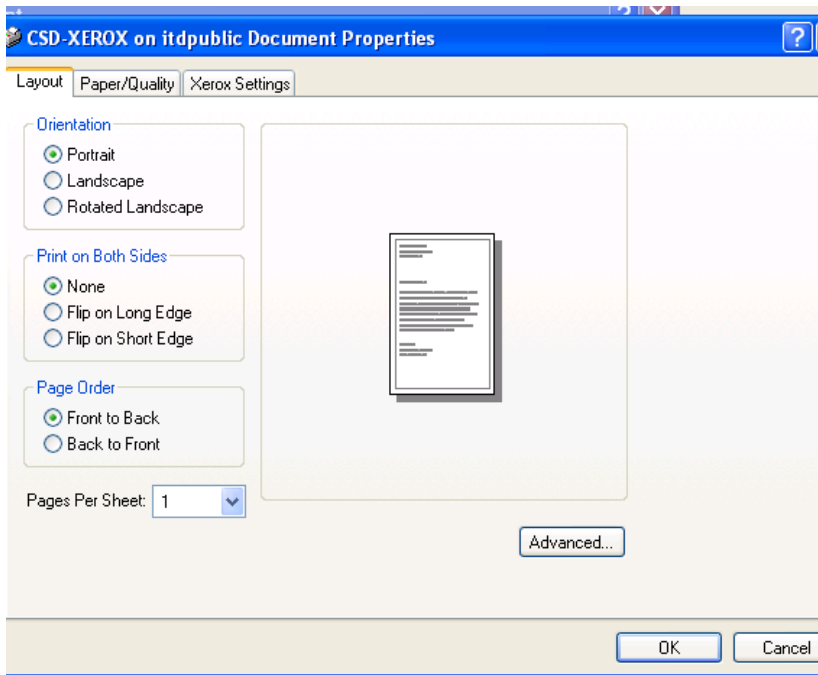 CSD-XEROX on itdpublic Document Properties
Layout Paper/Quality Xerox Settings
Orientation
Portrait
Landscape
Rotated Landscape
Print on Both Sides
None
Flip on Long Edge
Flip on Short Edge
Page Order
Front to Back
Back to Front
Pages Per Sheet: 1
Advanced...
OK Cancel